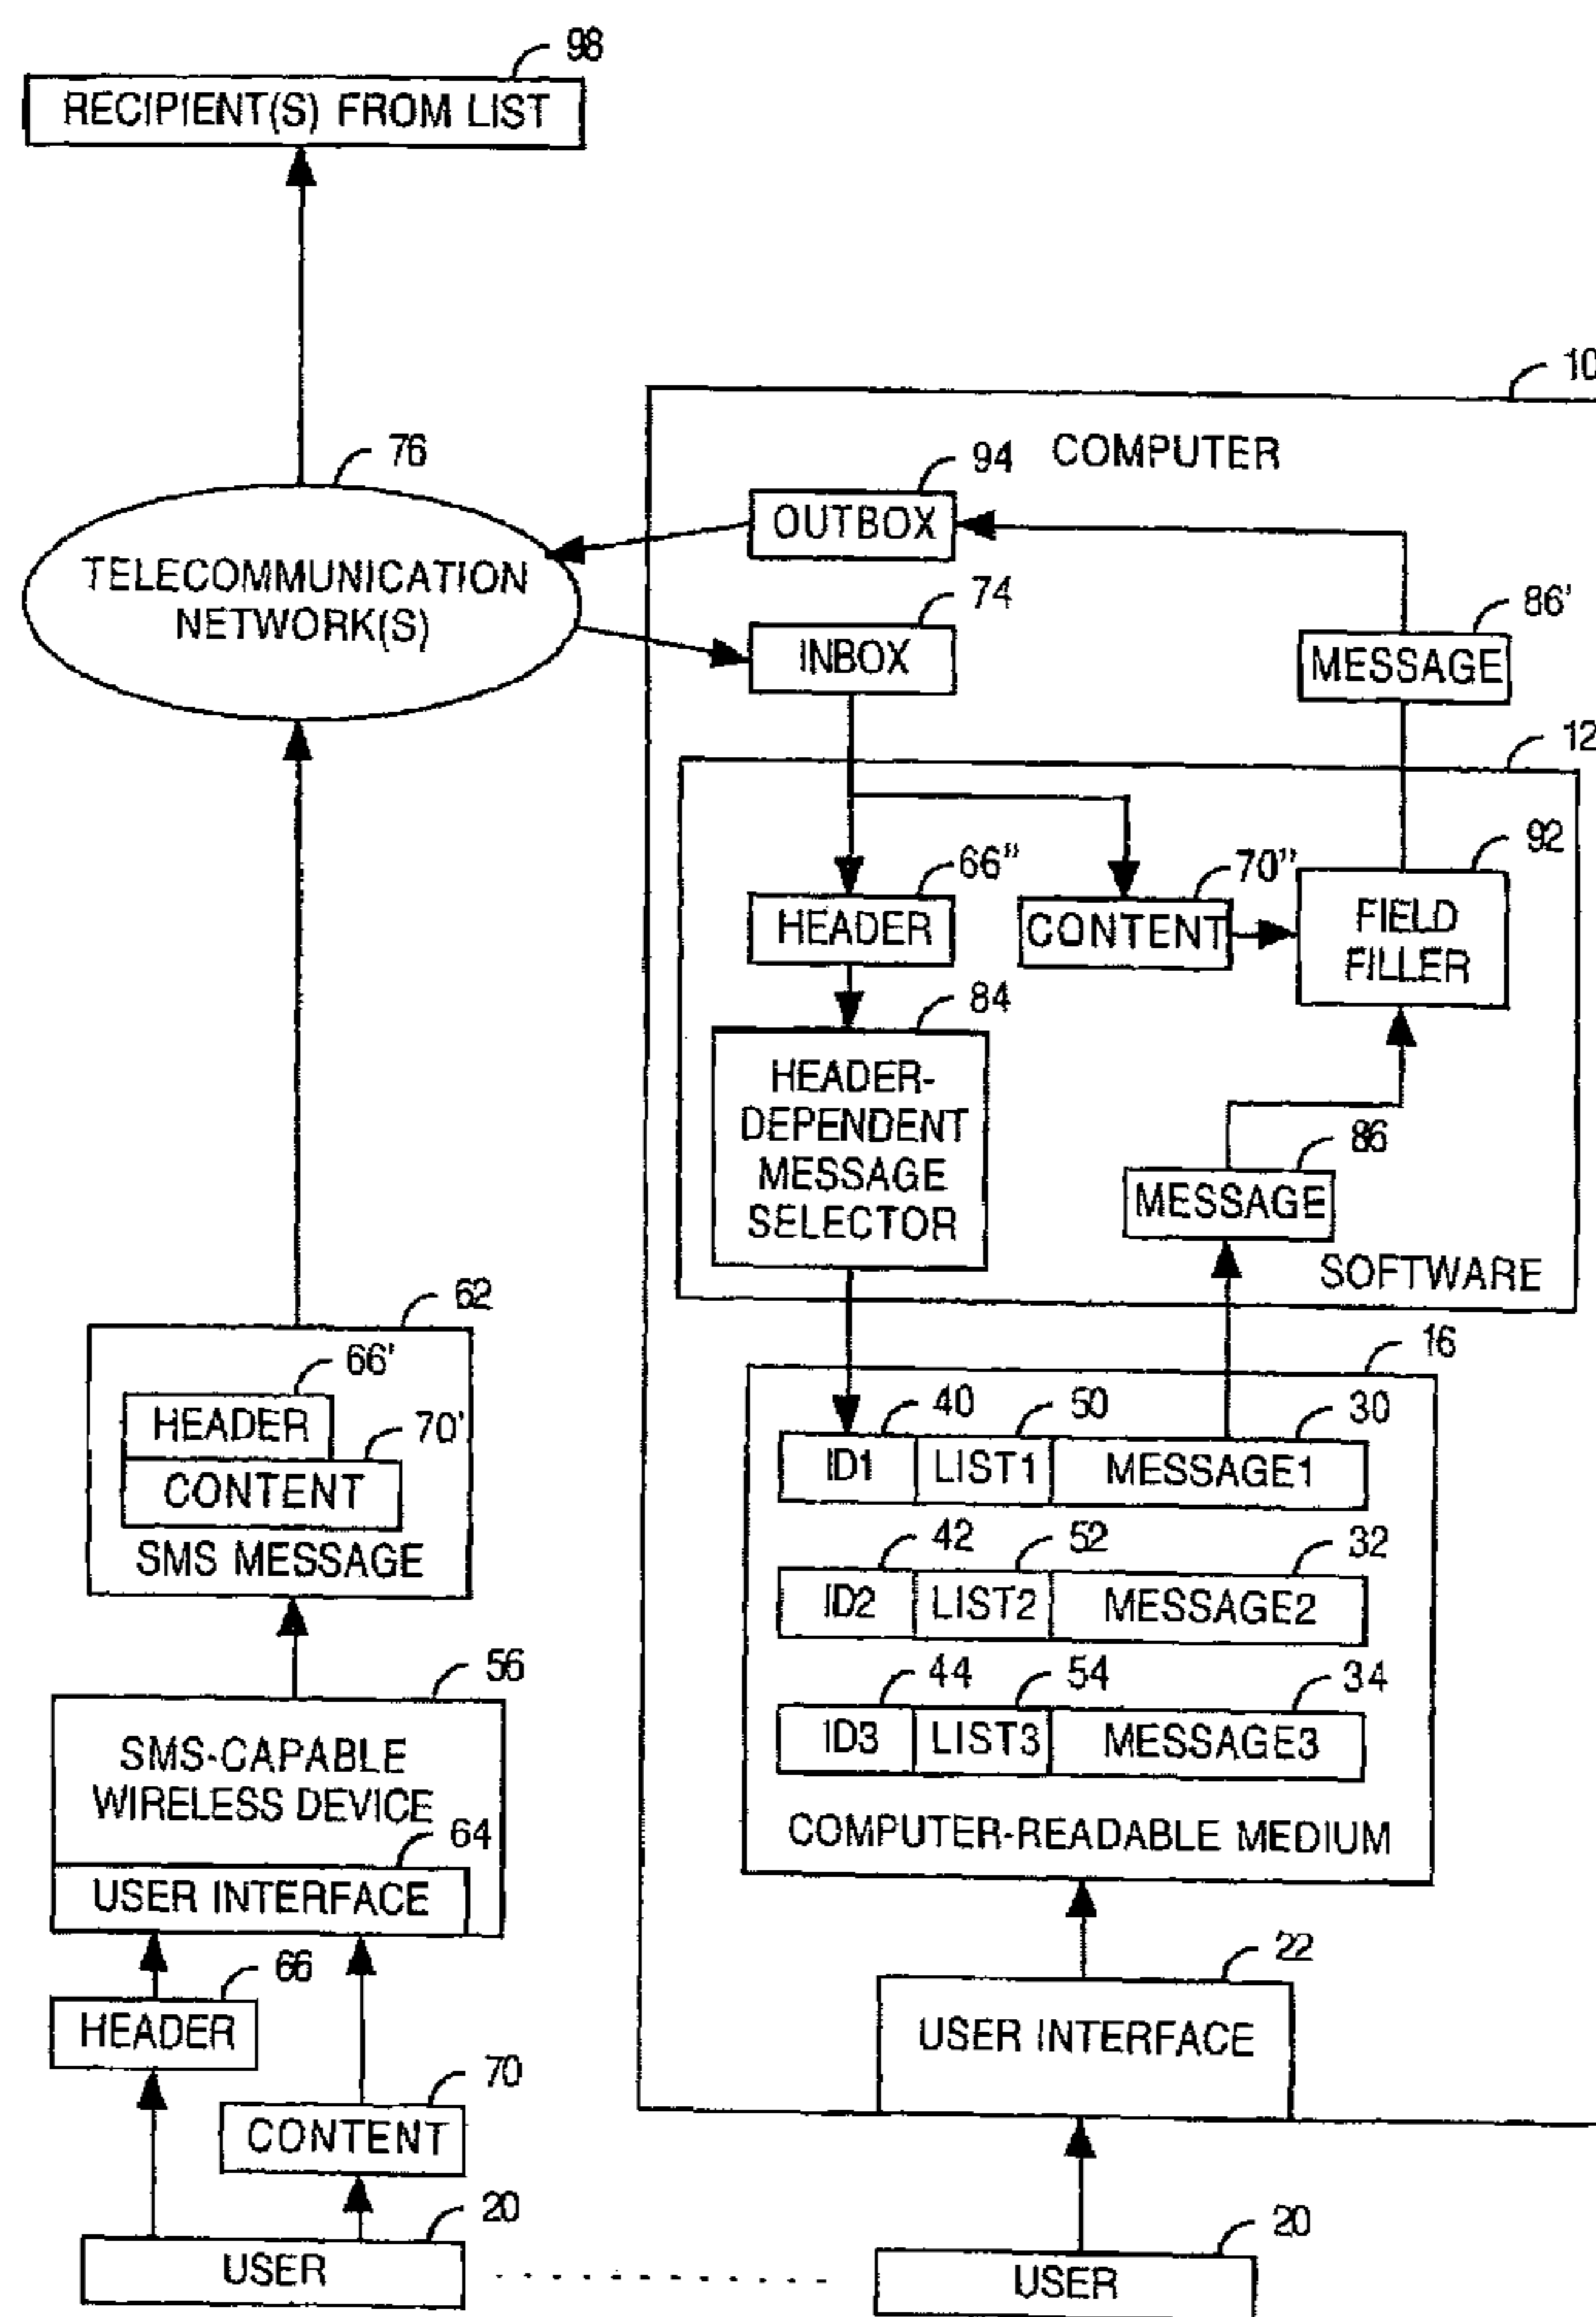 98
RECIPIENT(S) FROM LIST
76
TELECOMMUNICATION
NETWORK(S)
10
COMPUTER
94
OUTBOX
74
INBOX
86'
MESSAGE
12
66"
HEADER
70"
CONTENT
92
FIELD
FILLER
84
HEADER-
DEPENDENT
MESSAGE
SELECTOR
86
MESSAGE
SOFTWARE
62
66'
HEADER
70'
CONTENT
SMS MESSAGE
16
40
50
30
ID1
LIST1
MESSAGE1
42
52
32
ID2
LIST2
MESSAGE2
44
54
34
ID3
LIST3
MESSAGE3
COMPUTER-READABLE MEDIUM
56
SMS-CAPABLE
WIRELESS DEVICE
64
USER INTERFACE
66
HEADER
70
CONTENT
20
USER
22
USER INTERFACE
20
USER